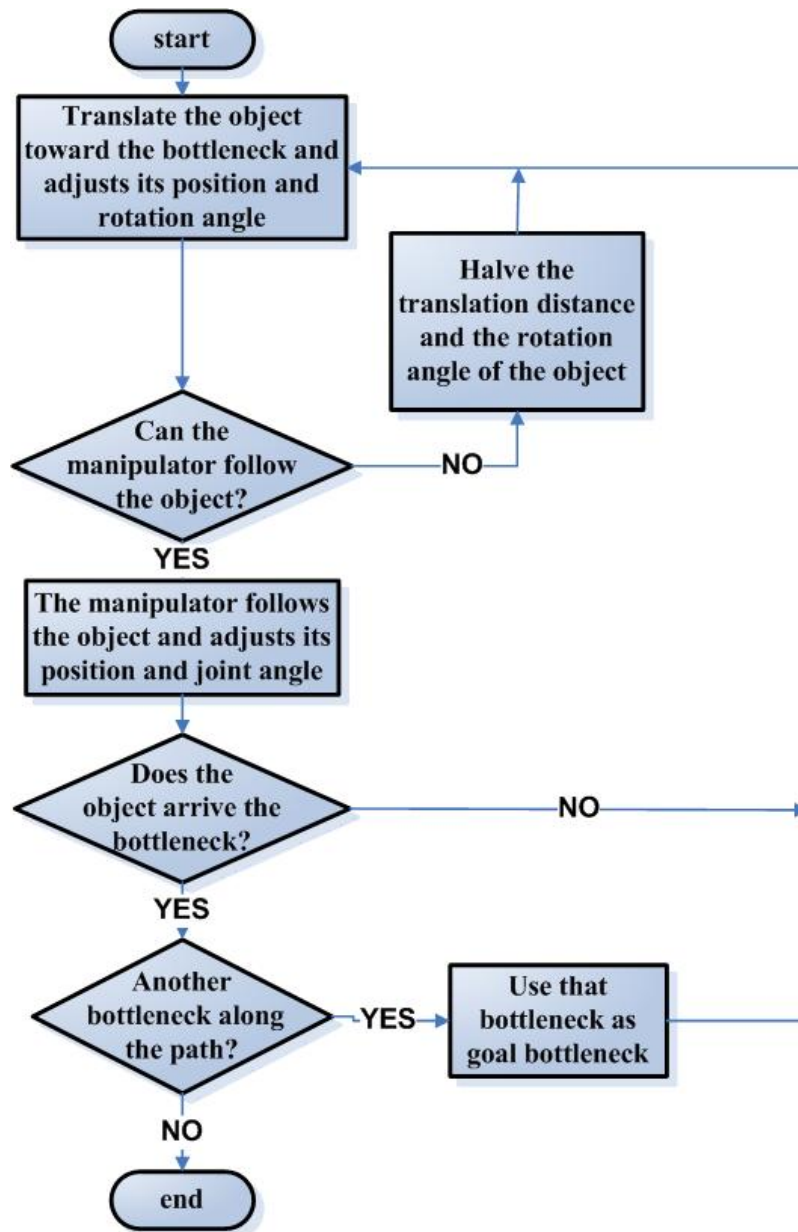 start
Translate the object
toward the bottleneck and
adjusts its position and
rotation angle
Halve the
translation distance
and the rotation
angle of the object
Can the
manipulator follow
the object?
NO
YES
The manipulator follows
the object and adjusts its
position and joint angle
Does the
object arrive the
bottleneck?
NO
YES
Another
bottleneck along
the path?
YES
Use that
bottleneck as
goal bottleneck
NO
end